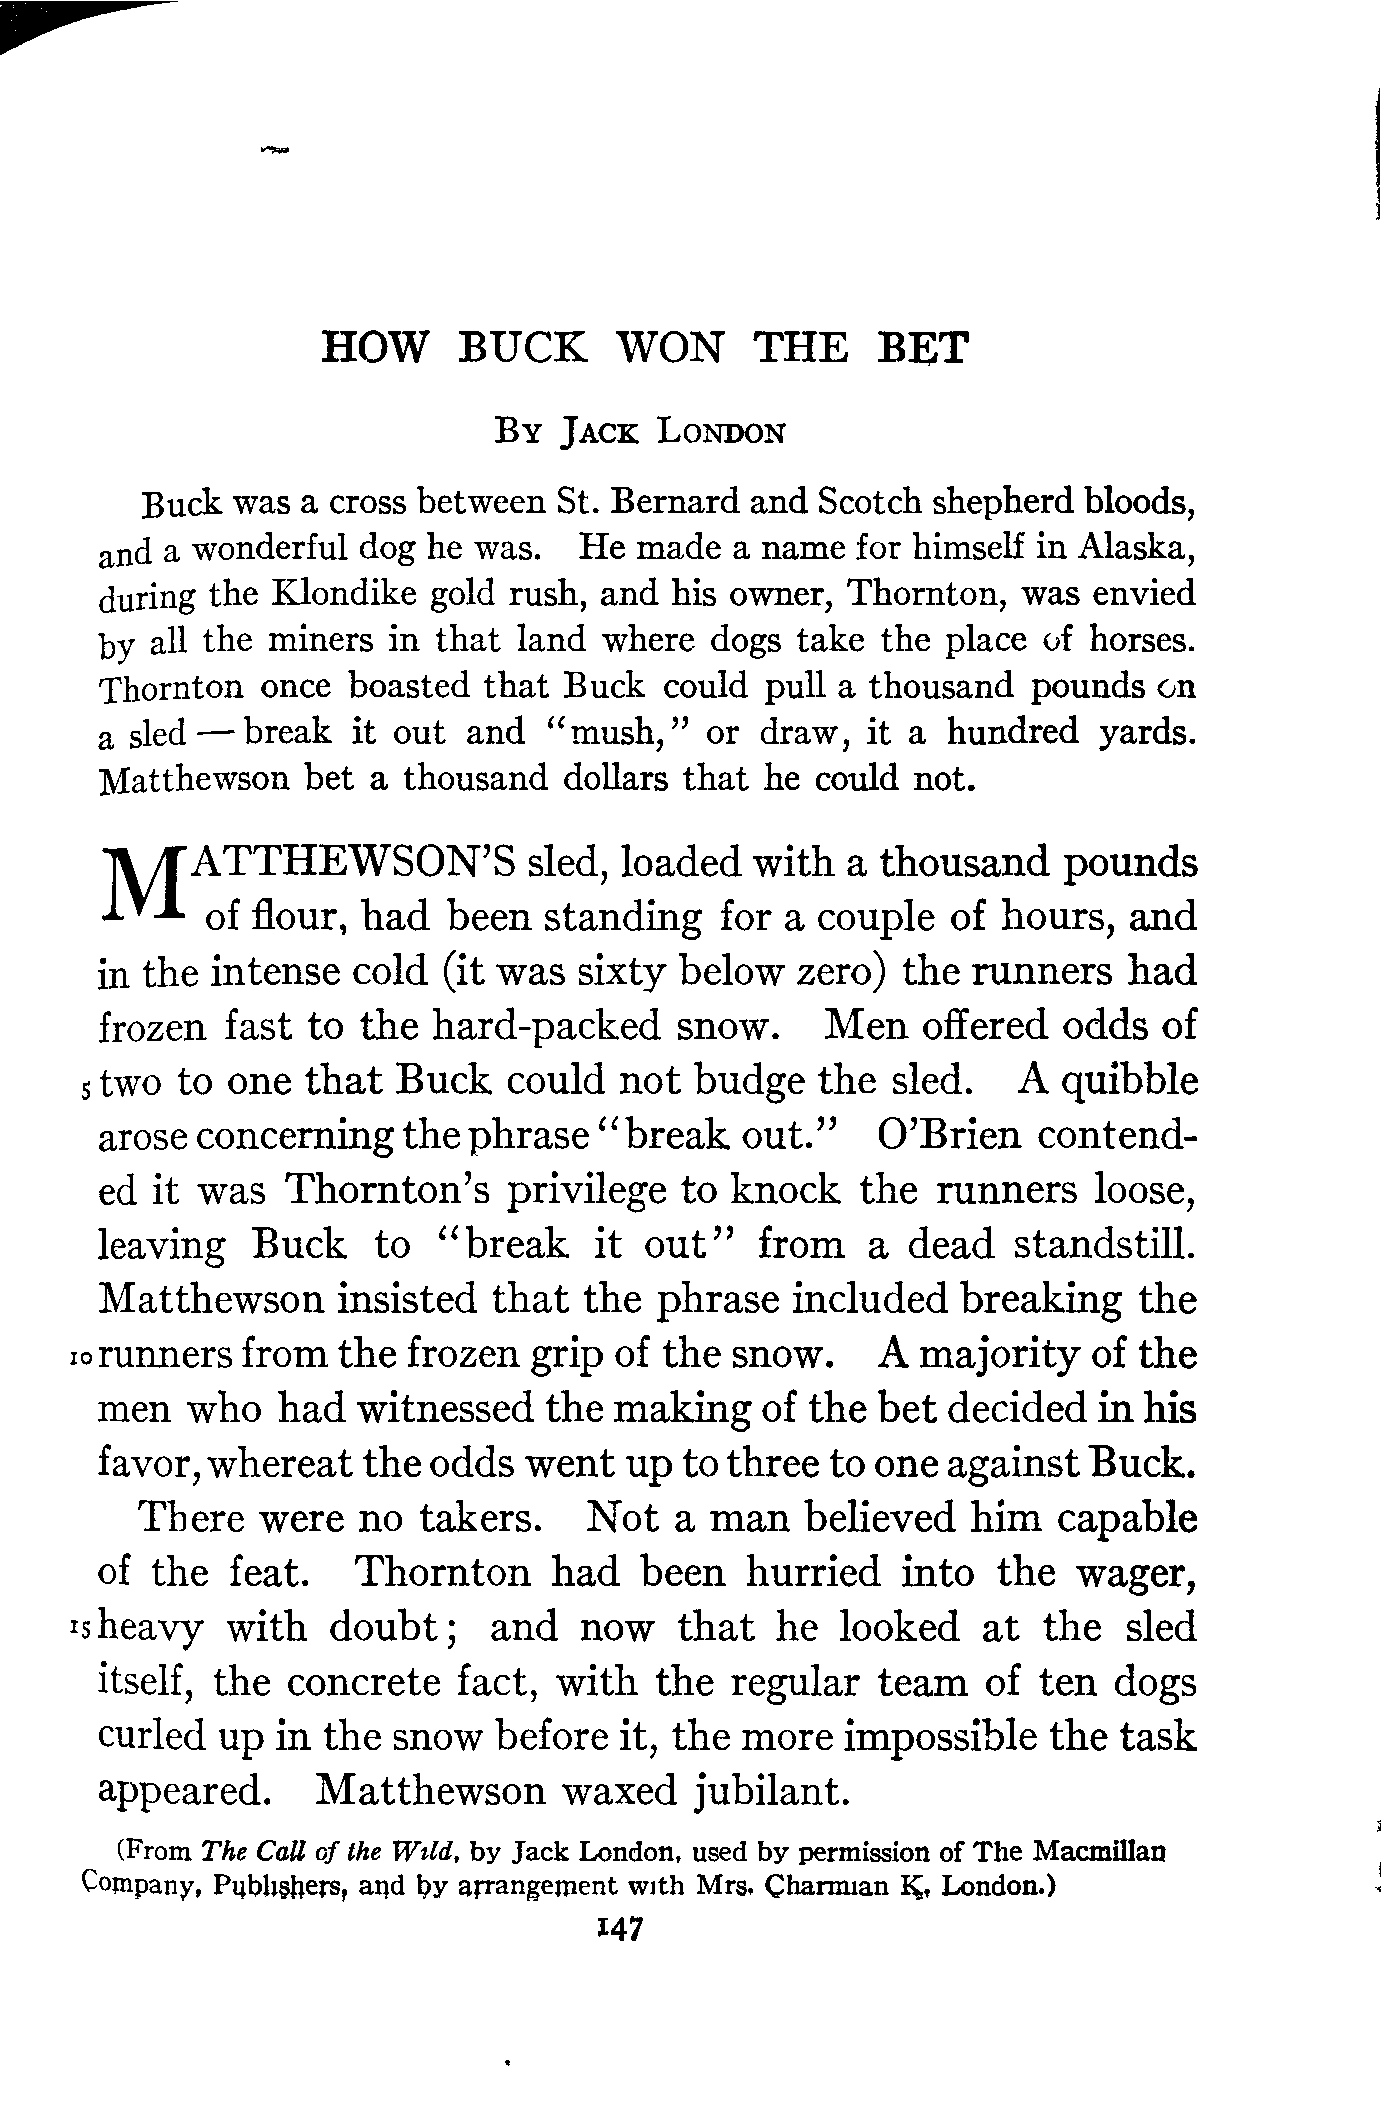 HOW BUCK WON THE BET
BY JACK LONDON
Buck was a cross between St. Bernard and Scotch shepherd bloods,
and a wonderful dog he was. He made a name for himself in Alaska,
during the Klondike gold rush, and his owner, Thornton, was envied
by all the miners in that land where dogs take the place of horses.
Thornton once boasted that Buck could pull a thousand pounds on
a sled — break it out and "mush," or draw, it a hundred yards.
Matthewson bet a thousand dollars that he could not.
MATTHEWSON'S sled, loaded with a thousand pounds
of flour, had been standing for a couple of hours, and
in the intense cold (it was sixty below zero) the runners had
frozen fast to the hard-packed snow. Men offered odds of
5 two to one that Buck could not budge the sled. A quibble
arose concerning the phrase "break out." O'Brien contend-
ed it was Thornton's privilege to knock the runners loose,
leaving Buck to "break it out" from a dead standstill.
Matthewson insisted that the phrase included breaking the
10 runners from the frozen grip of the snow. A majority of the
men who had witnessed the making of the bet decided in his
favor, whereat the odds went up to three to one against Buck.
There were no takers. Not a man believed him capable
of the feat. Thornton had been hurried into the wager,
15 heavy with doubt; and now that he looked at the sled
itself, the concrete fact, with the regular team of ten dogs
curled up in the snow before it, the more impossible the task
appeared. Matthewson waxed jubilant.
(From The Call of the Wild, by Jack London, used by permission of The Macmillan
Company, Publishers, and by arrangement with Mrs. Charmian K. London.)
147